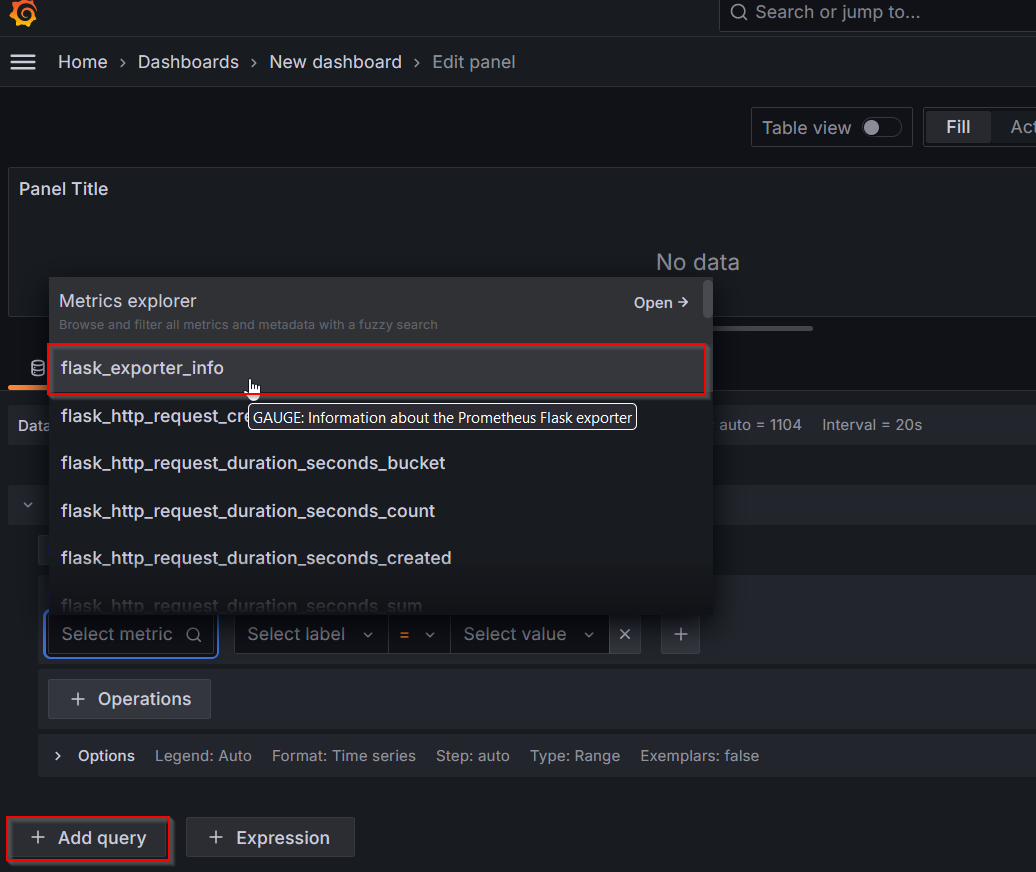 Search or jump to...
Home › Dashboards › New dashboard › Edit panel
Table view Fill Act
Panel Title
No data
Metrics explorer Open →
Browse and filter all metrics and metadata with a fuzzy search
flask_exporter_info
flask_http_request_cre
GAUGE: Information about the Prometheus Flask exporter
Data auto = 1104 Interval = 20s
flask_http_request_duration_seconds_bucket
flask_http_request_duration_seconds_count
flask_http_request_duration_seconds_created
flask_http_request_duration_seconds_sum
Select metric Select label = Select value × +
+ Operations
› Options Legend: Auto Format: Time series Step: auto Type: Range Exemplars: false
+ Add query + Expression